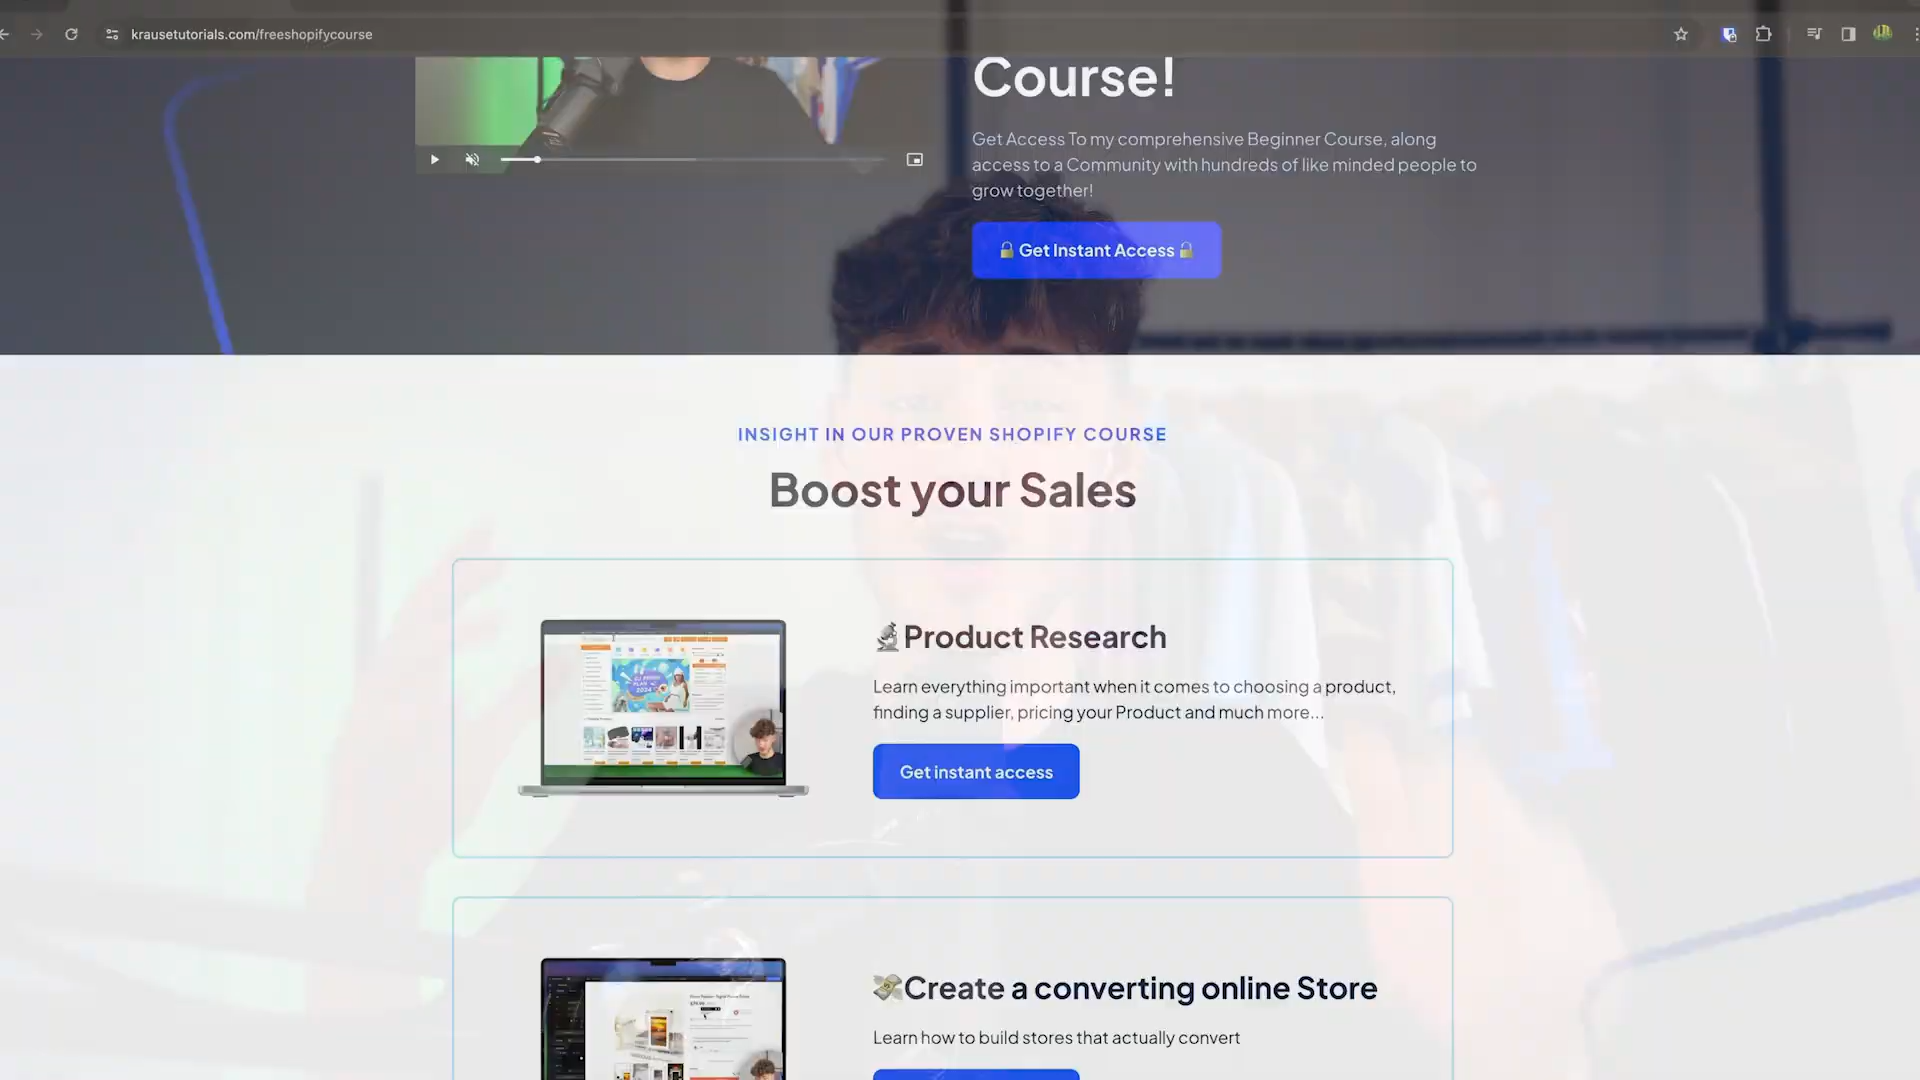 krausetutorials.com/freeshopifycourse
Course!
Get Access To my comprehensive Beginner Course, along
access to a Community with hundreds of like minded people to
grow together!
Get Instant Access
INSIGHT IN OUR PROVEN SHOPIFY COURSE
Boost your Sales
Product Research
Learn everything important when it comes to choosing a product,
finding a supplier, pricing your Product and much more...
Get instant access
Create a converting online Store
Learn how to build stores that actually convert